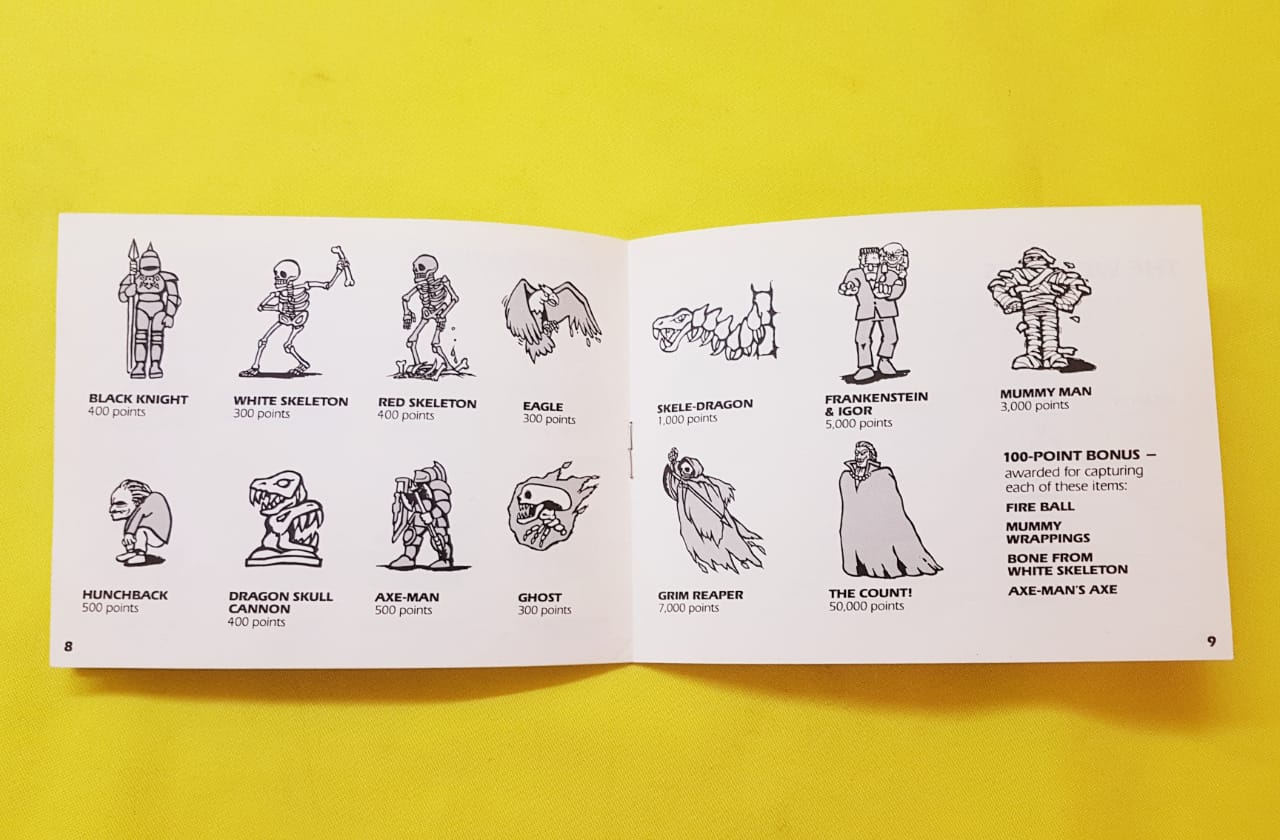 BLACK KNIGHT
400 points
WHITE SKELETON
300 points
RED SKELETON
400 points
EAGLE
300 points
HUNCHBACK
500 points
DRAGON SKULL
CANNON
400 points
AXE-MAN
500 points
GHOST
300 points
8
SKELE-DRAGON
1,000 points
FRANKENSTEIN
& IGOR
5,000 points
MUMMY MAN
3,000 points
GRIM REAPER
7,000 points
THE COUNT!
50,000 points
100-POINT BONUS —
awarded for capturing
each of these items:
FIRE BALL
MUMMY
WRAPPINGS
BONE FROM
WHITE SKELETON
AXE-MAN'S AXE
9